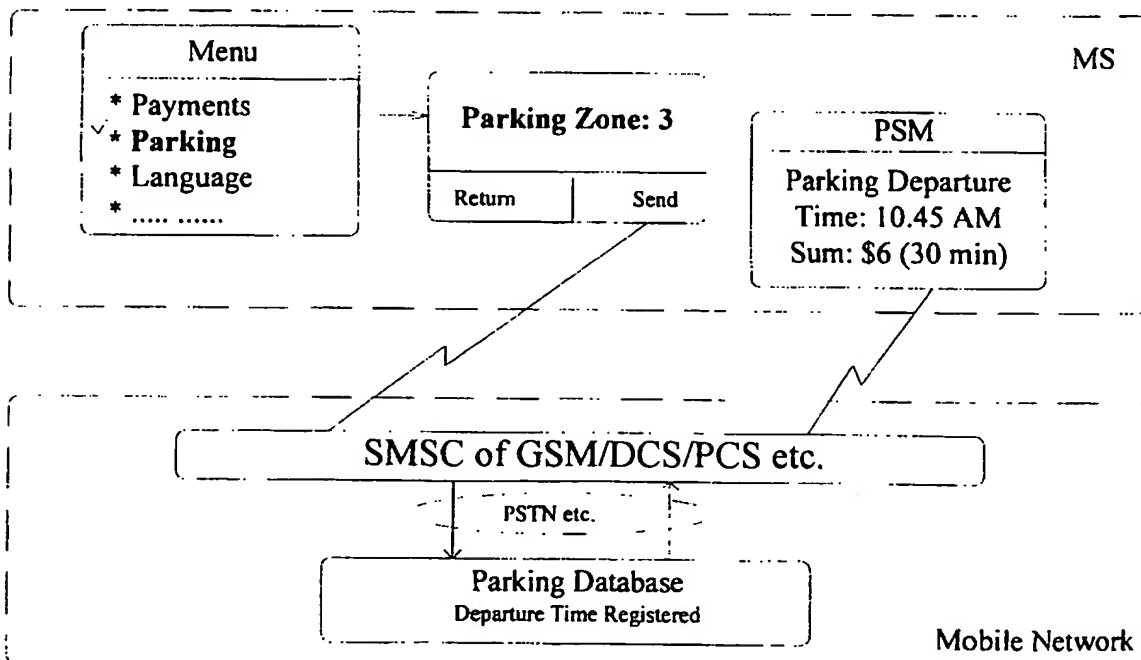 Menu
* Payments
* Parking
* Language
* ..... ......
Parking Zone: 3
Return
Send
MS
PSM
Parking Departure
Time: 10.45 AM
Sum: $6 (30 min)
SMSC of GSM/DCS/PCS etc.
PSTN etc.
Parking Database
Departure Time Registered
Mobile Network